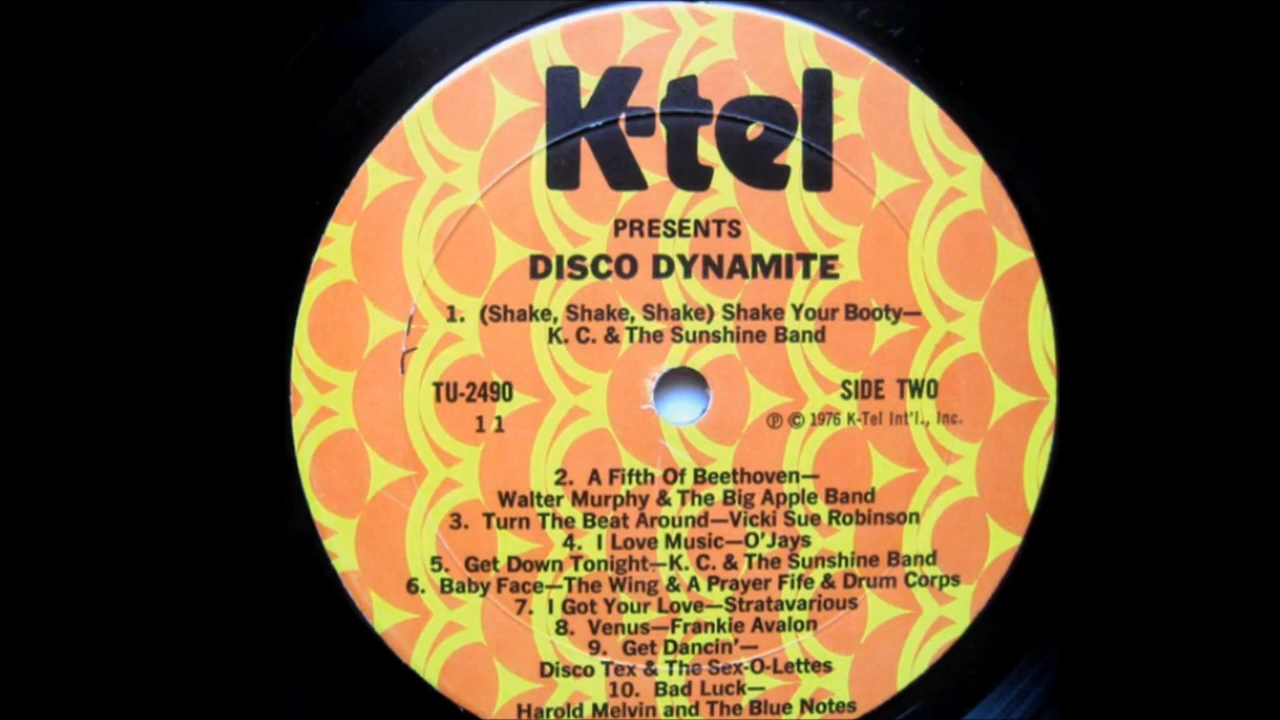 K-tel
PRESENTS
DISCO DYNAMITE
1. (Shake, Shake, Shake) Shake Your Booty—
K. C. & The Sunshine Band
TU-2490
1 1
SIDE TWO
Ⓟ © 1976 K-Tel Int'l., Inc.
2. A Fifth Of Beethoven—
Walter Murphy & The Big Apple Band
3. Turn The Beat Around—Vicki Sue Robinson
4. I Love Music—O'Jays
5. Get Down Tonight—K. C. & The Sunshine Band
6. Baby Face—The Wing & A Prayer Fife & Drum Corps
7. I Got Your Love—Stratavarious
8. Venus—Frankie Avalon
9. Get Dancin'—
Disco Tex & The Sex-O-Lettes
10. Bad Luck—
Harold Melvin and The Blue Notes